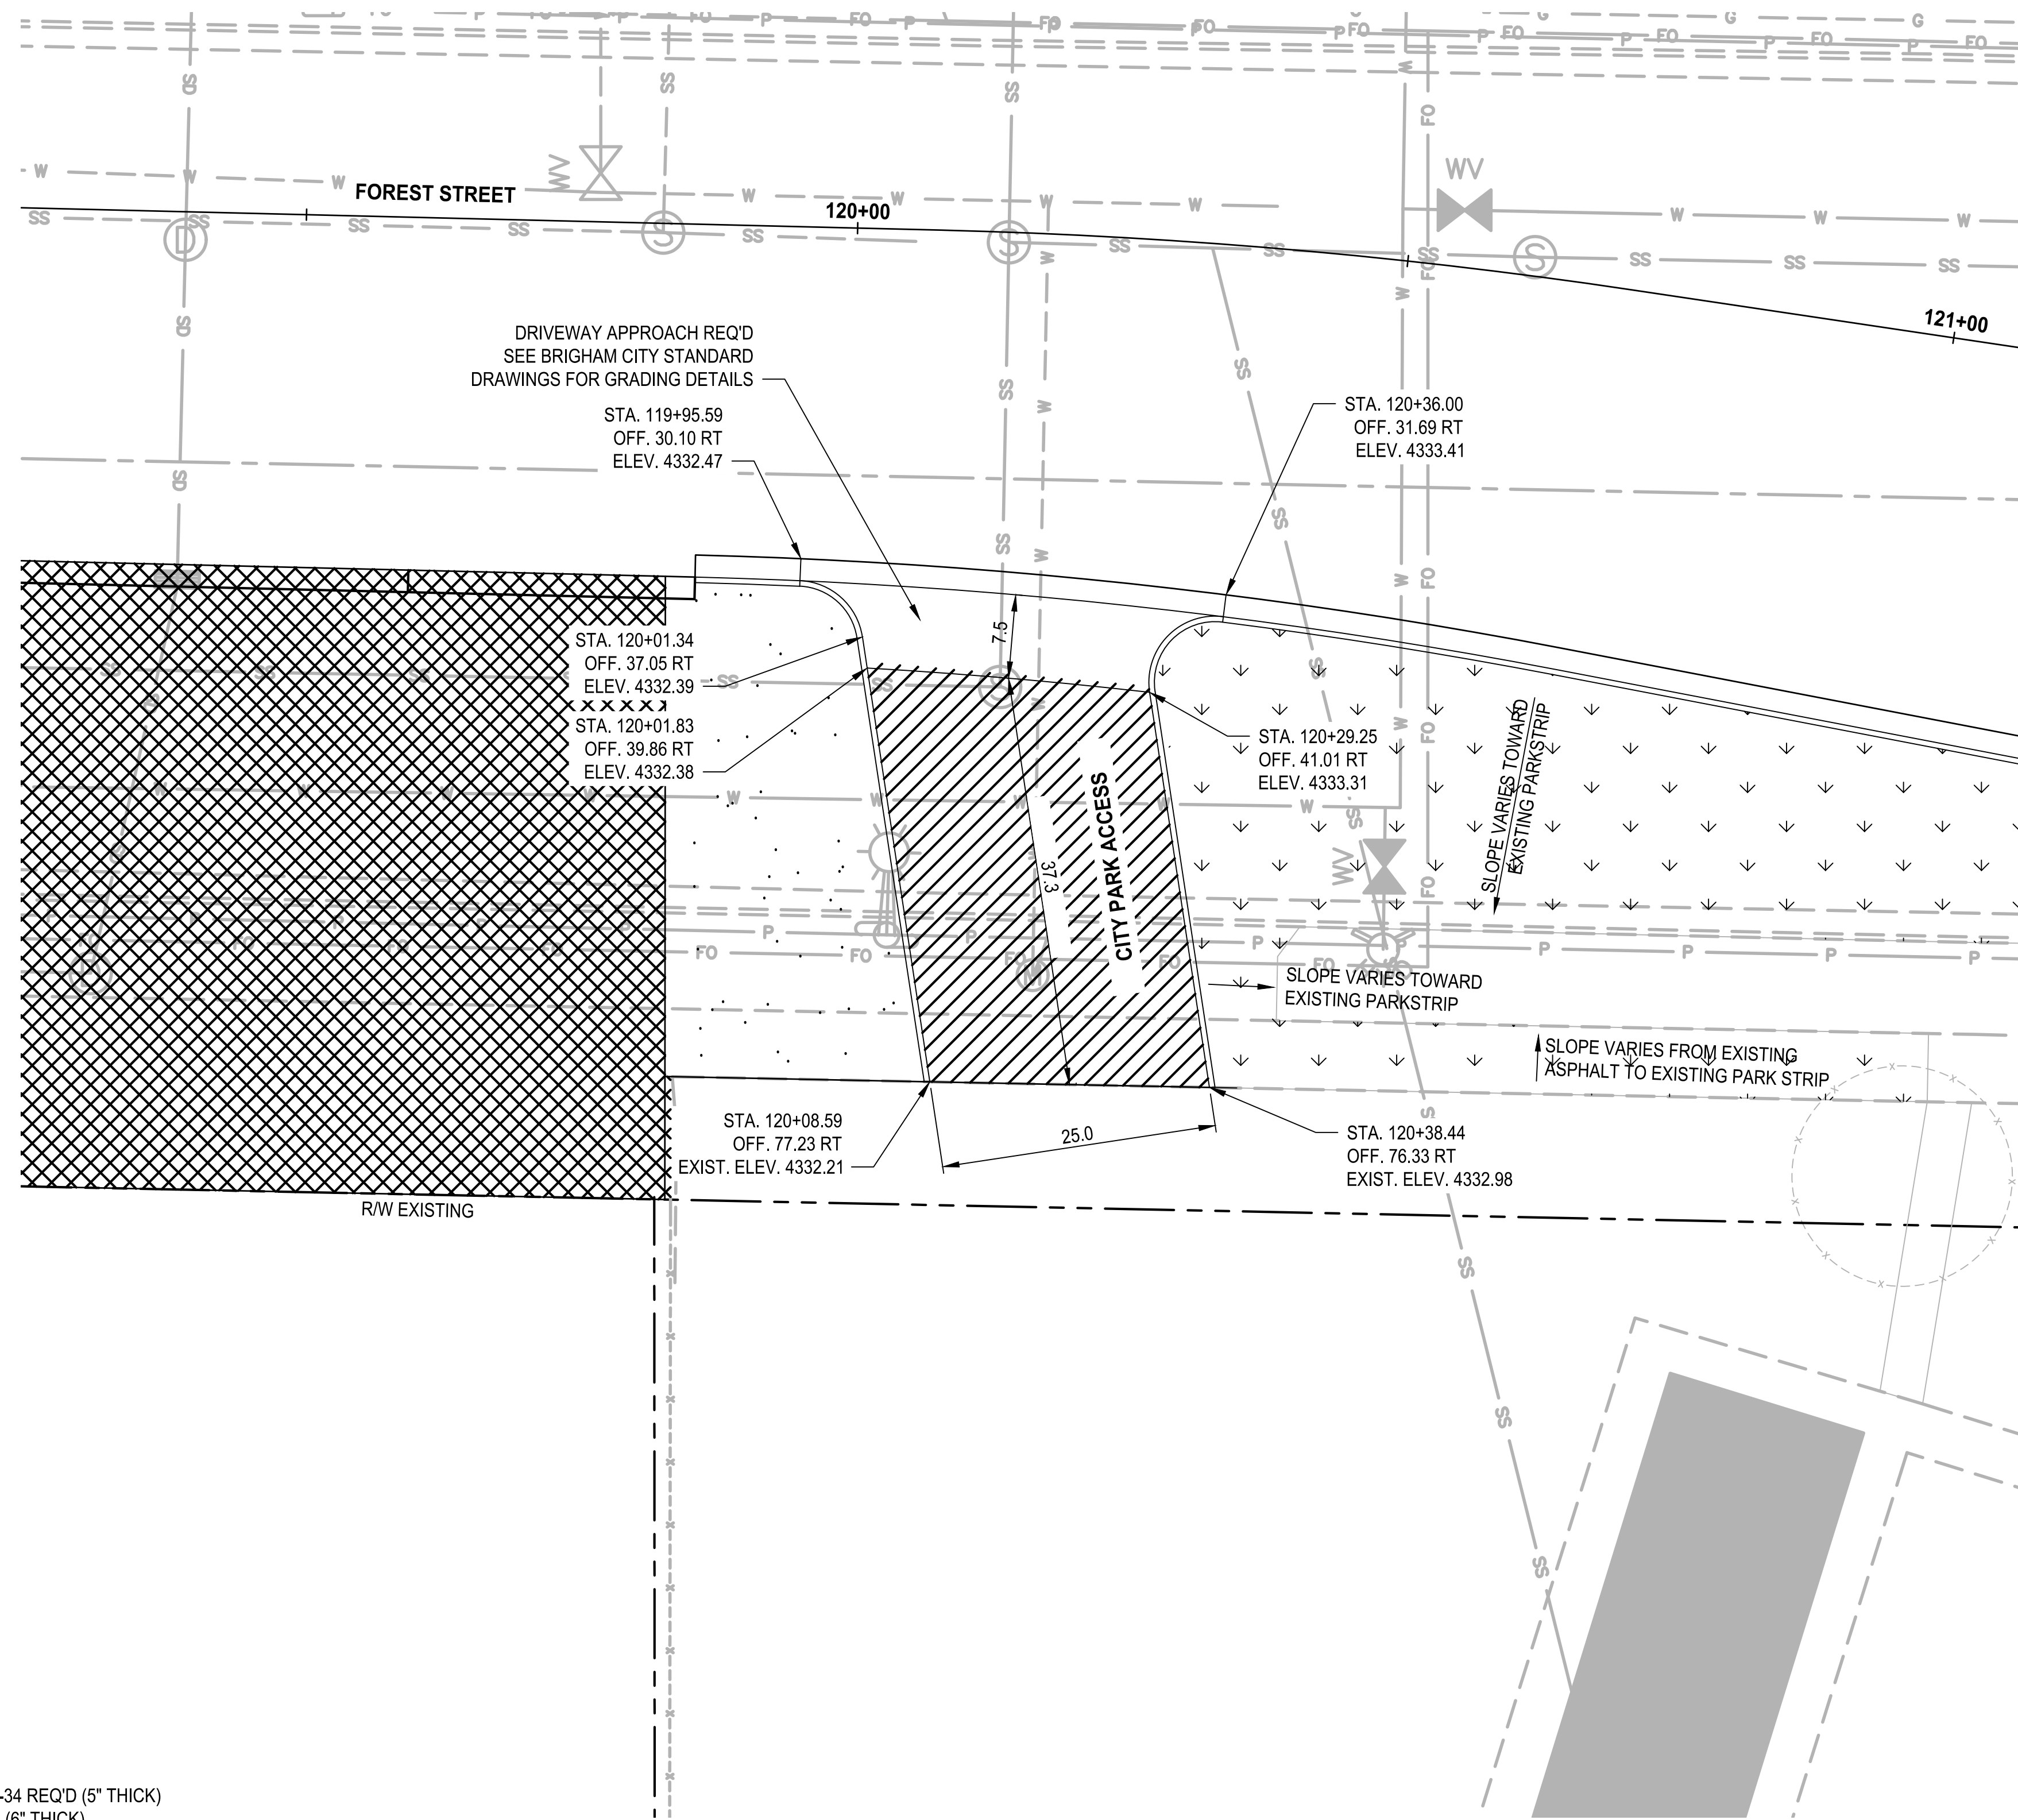 FOREST STREET
120+00
121+00
WV
WV
DRIVEWAY APPROACH REQ'D
SEE BRIGHAM CITY STANDARD
DRAWINGS FOR GRADING DETAILS
STA. 119+95.59
OFF. 30.10 RT
ELEV. 4332.47
STA. 120+36.00
OFF. 31.69 RT
ELEV. 4333.41
7.5
STA. 120+01.34
OFF. 37.05 RT
ELEV. 4332.39
STA. 120+01.83
OFF. 39.86 RT
ELEV. 4332.38
STA. 120+29.25
OFF. 41.01 RT
ELEV. 4333.31
SLOPE VARIES TOWARD
EXISTING PARKSTRIP
CITY PARK ACCESS
37.3
WV
SLOPE VARIES TOWARD
EXISTING PARKSTRIP
SLOPE VARIES FROM EXISTING
ASPHALT TO EXISTING PARK STRIP
STA. 120+08.59
OFF. 77.23 RT
EXIST. ELEV. 4332.21
25.0
STA. 120+38.44
OFF. 76.33 RT
EXIST. ELEV. 4332.98
R/W EXISTING
-34 REQ'D (5" THICK)
(6" THICK)